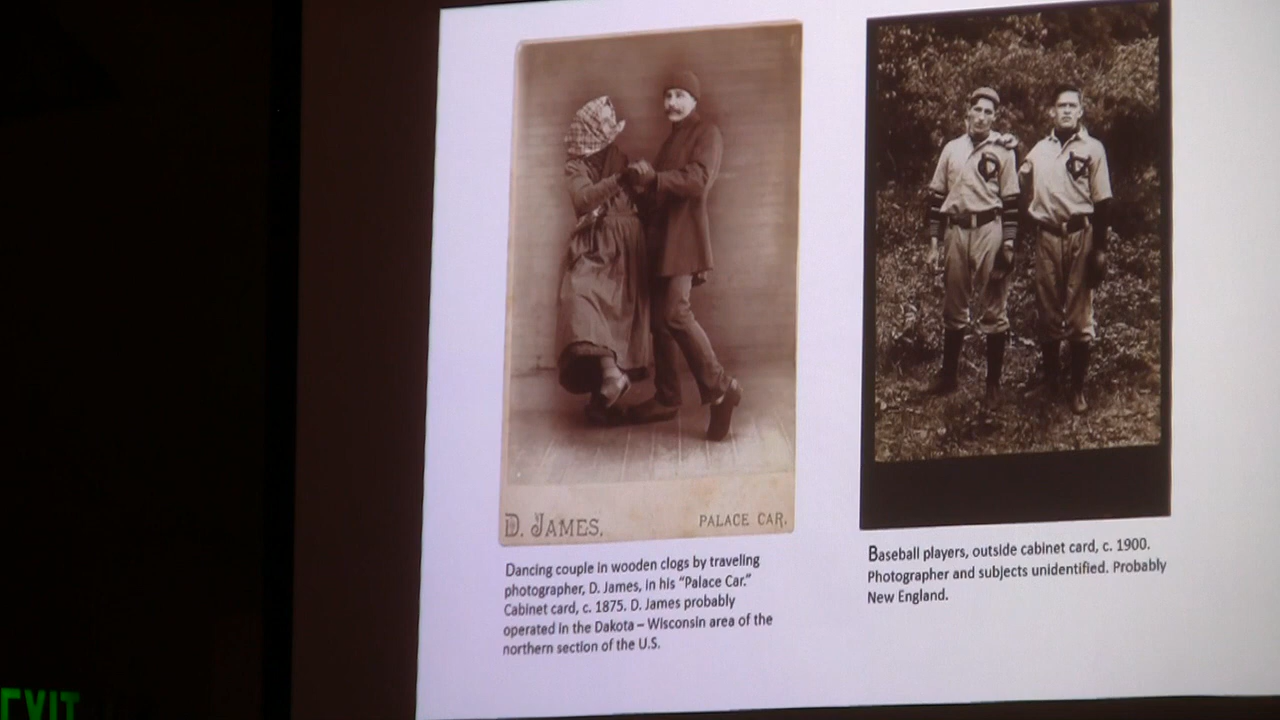 D. JAMES.
PALACE CAR.
Dancing couple in wooden clogs by traveling
photographer, D. James, in his “Palace Car.”
Cabinet card, c. 1875. D. James probably
operated in the Dakota – Wisconsin area of the
northern section of the U.S.
Baseball players, outside cabinet card, c. 1900.
Photographer and subjects unidentified. Probably
New England.
EXIT